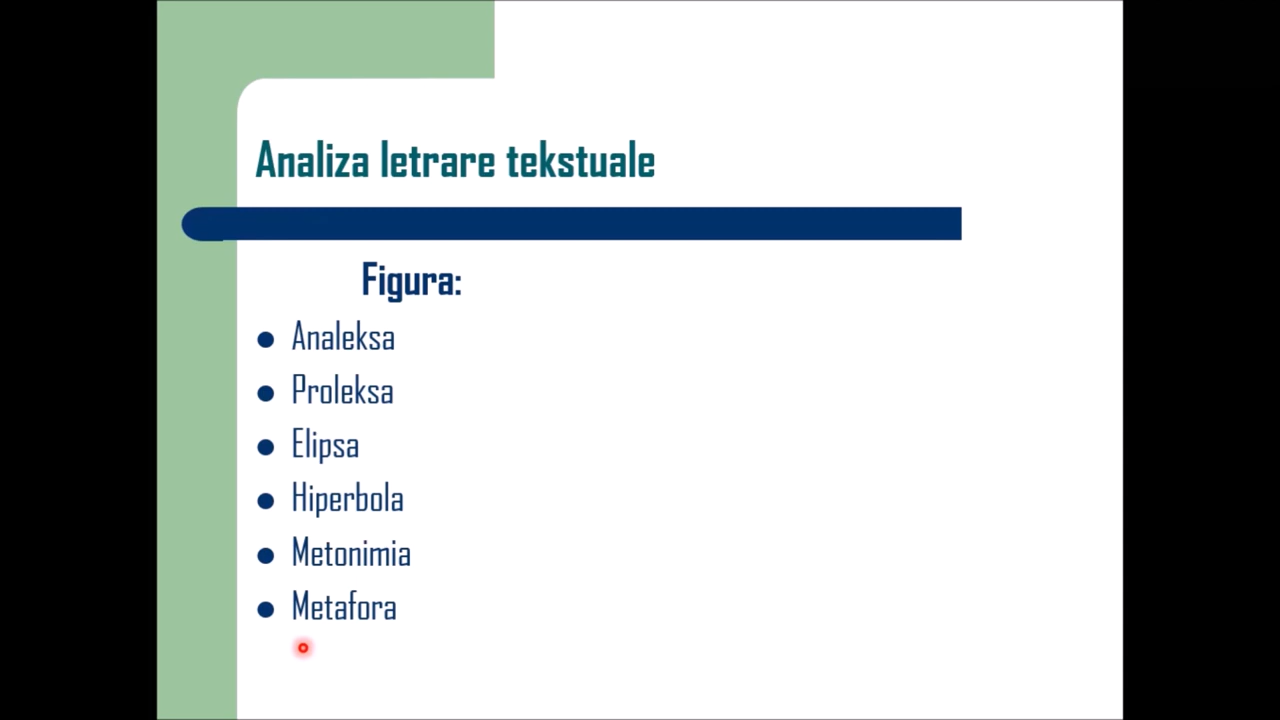 Analiza letrare tekstuale
Figura:
Analeksa
Proleksa
Elipsa
Hiperbola
Metonimia
Metafora